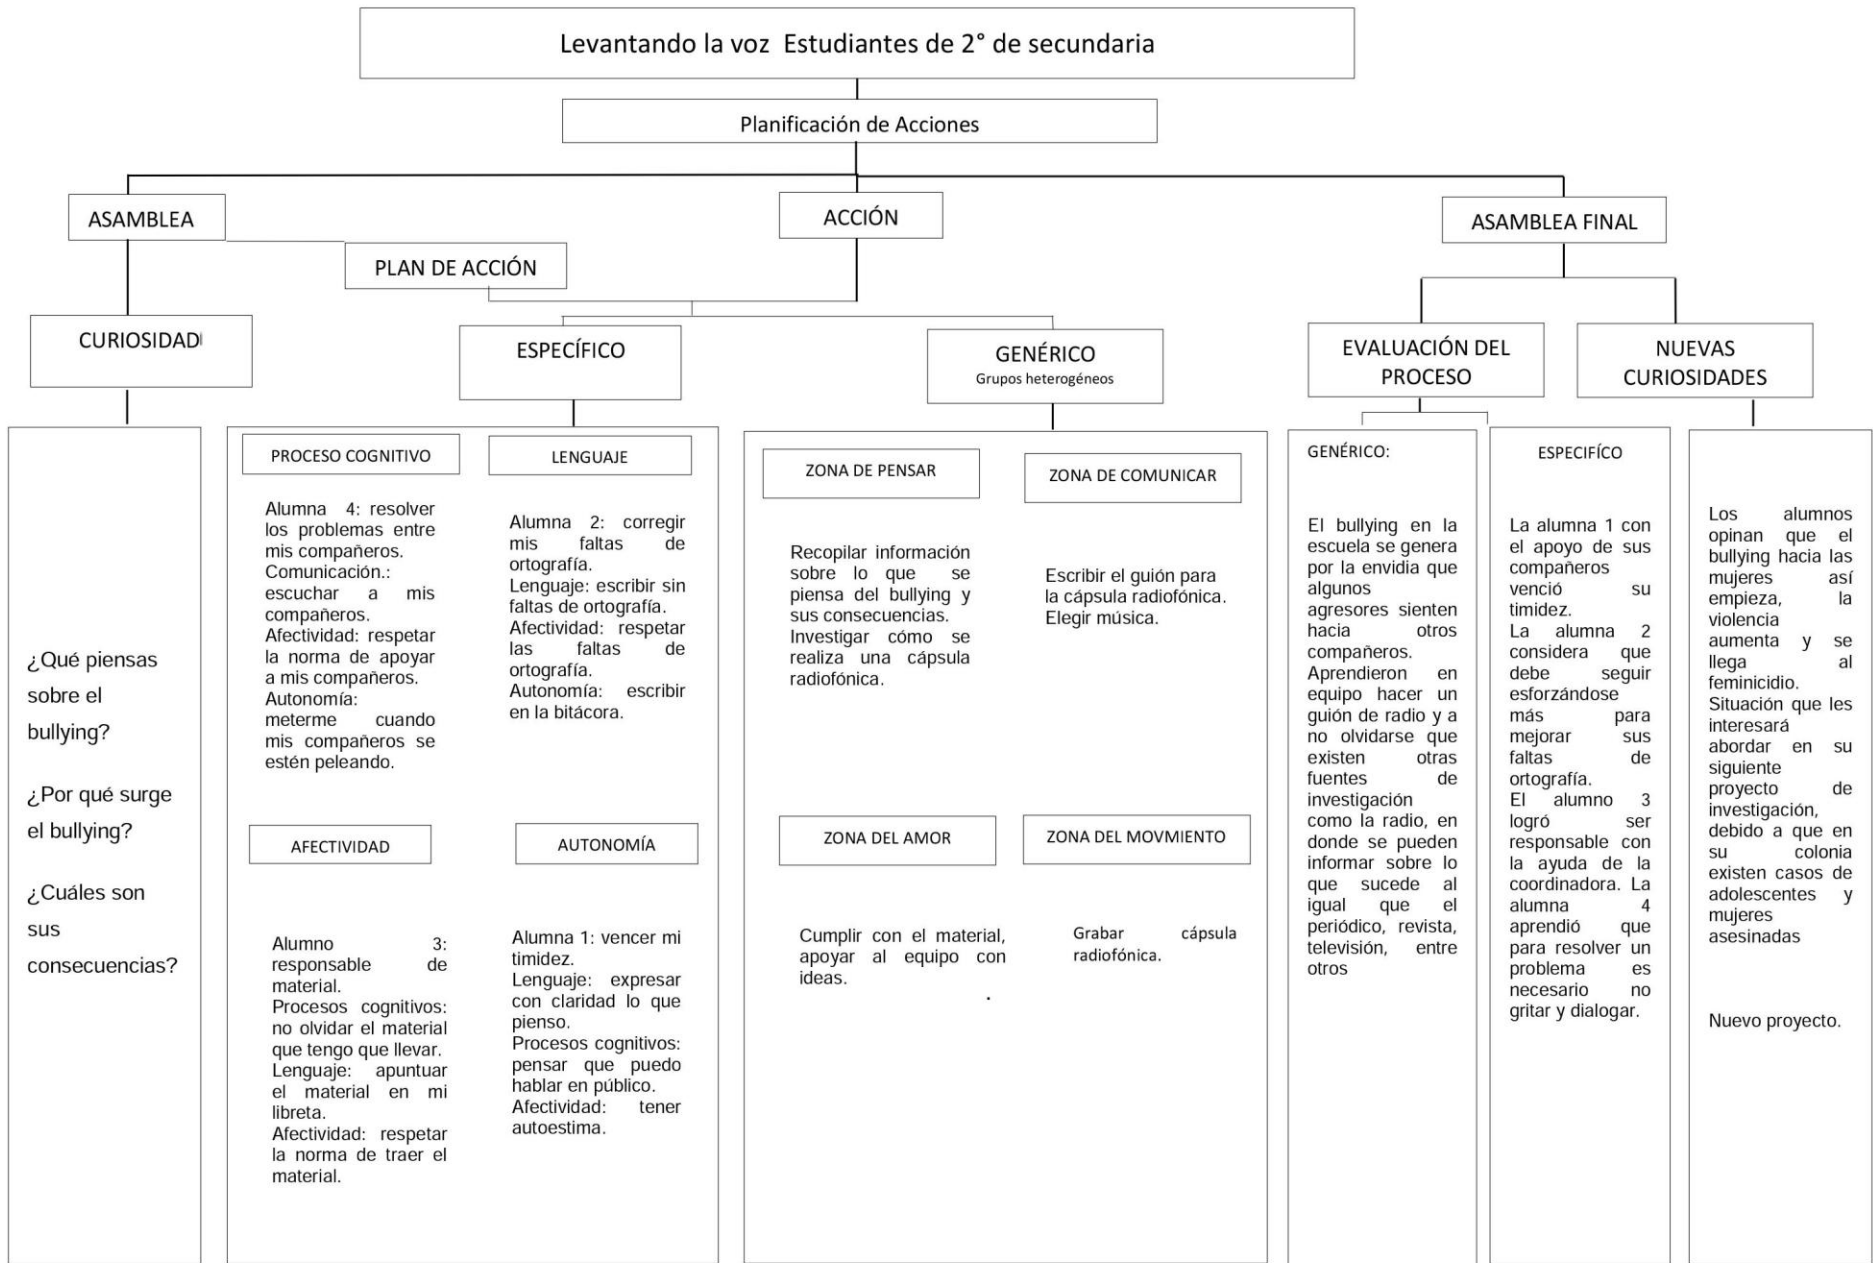 Levantando la voz Estudiantes de 2° de secundaria
Planificación de Acciones
ASAMBLEA
ACCIÓN
ASAMBLEA FINAL
PLAN DE ACCIÓN
CURIOSIDAD
ESPECÍFICO
GENÉRICO
Grupos heterogéneos
EVALUACIÓN DEL
PROCESO
NUEVAS
CURIOSIDADES
¿Qué piensas
sobre el
bullying?
¿Por qué surge
el bullying?
¿Cuáles son
sus
consecuencias?
PROCESO COGNITIVO
Alumna 4: resolver
los problemas entre
mis compañeros.
Comunicación.:
escuchar a mis
compañeros.
Afectividad: respetar
la norma de apoyar
a mis compañeros.
Autonomía:
meterme cuando
mis compañeros se
estén peleando.
LENGUAJE
Alumna 2: corregir
mis faltas de
ortografía.
Lenguaje: escribir sin
faltas de ortografía.
Afectividad: respetar
las faltas de
ortografía.
Autonomía: escribir
en la bitácora.
AFECTIVIDAD
Alumno 3:
responsable de
material.
Procesos cognitivos:
no olvidar el material
que tengo que llevar.
Lenguaje: apuntuar
el material en mi
libreta.
Afectividad: respetar
la norma de traer el
material.
AUTONOMÍA
Alumna 1: vencer mi
timidez.
Lenguaje: expresar
con claridad lo que
pienso.
Procesos cognitivos:
pensar que puedo
hablar en público.
Afectividad: tener
autoestima.
ZONA DE PENSAR
Recopilar información
sobre lo que se
piensa del bullying y
sus consecuencias.
Investigar cómo se
realiza una cápsula
radiofónica.
ZONA DE COMUNICAR
Escribir el guión para
la cápsula radiofónica.
Elegir música.
ZONA DEL AMOR
Cumplir con el material,
apoyar al equipo con
ideas.
.
ZONA DEL MOVMIENTO
Grabar cápsula
radiofónica.
GENÉRICO:
El bullying en la
escuela se genera
por la envidia que
algunos
agresores sienten
hacia otros
compañeros.
Aprendieron en
equipo hacer un
guión de radio y a
no olvidarse que
existen otras
fuentes de
investigación
como la radio, en
donde se pueden
informar sobre lo
que sucede al
igual que el
periódico, revista,
televisión, entre
otros
ESPECIFÍCO
La alumna 1 con
el apoyo de sus
compañeros
venció su
timidez.
La alumna 2
considera que
debe seguir
esforzándose
más para
mejorar sus
faltas de
ortografía.
El alumno 3
logró ser
responsable con
la ayuda de la
coordinadora. La
alumna 4
aprendió que
para resolver un
problema es
necesario no
gritar y dialogar.
Los alumnos
opinan que el
bullying hacia las
mujeres así
empieza, la
violencia
aumenta y se
llega al
feminicidio.
Situación que les
interesará
abordar en su
siguiente
proyecto de
investigación,
debido a que en
su colonia
existen casos de
adolescentes y
mujeres
asesinadas
Nuevo proyecto.